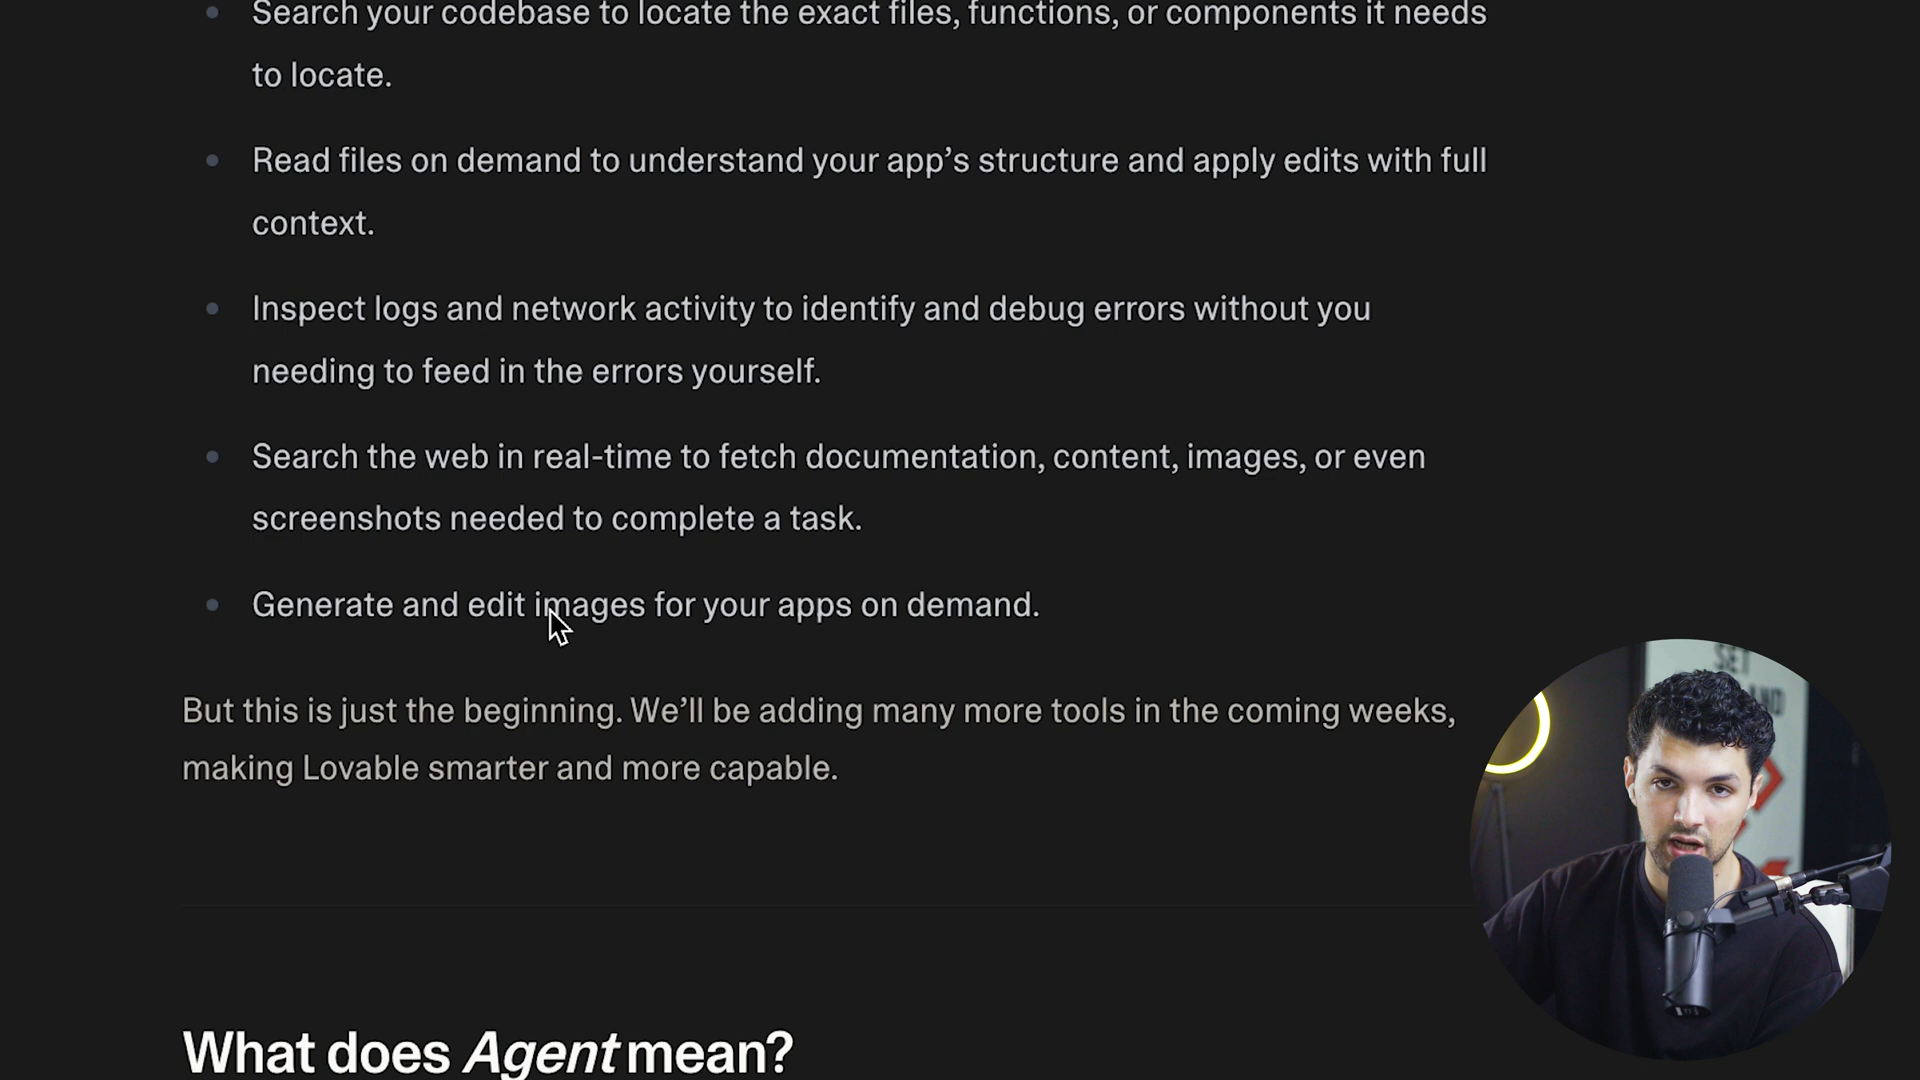 Search your codebase to locate the exact files, functions, or components it needs
to locate.
Read files on demand to understand your app’s structure and apply edits with full
context.
Inspect logs and network activity to identify and debug errors without you
needing to feed in the errors yourself.
Search the web in real-time to fetch documentation, content, images, or even
screenshots needed to complete a task.
Generate and edit images for your apps on demand.
But this is just the beginning. We’ll be adding many more tools in the coming weeks,
making Lovable smarter and more capable.
SET
What does Agent mean?